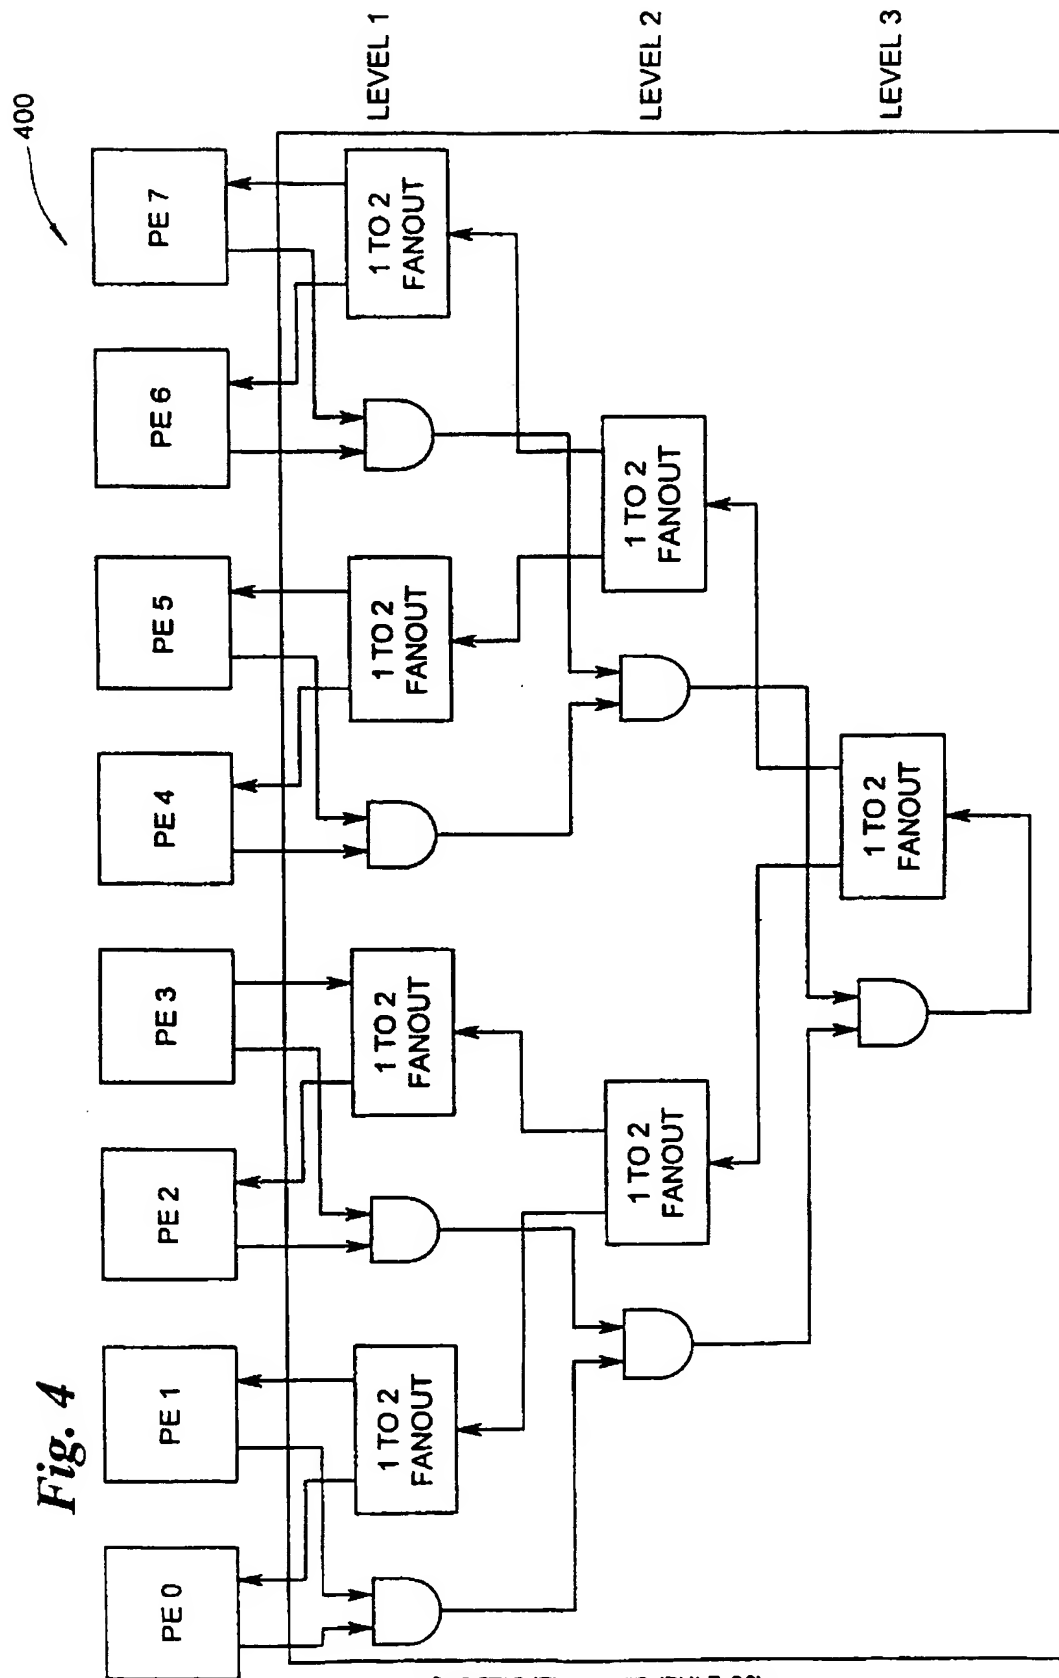 Fig. 4
400
PE 0
PE 1
PE 2
PE 3
PE 4
PE 5
PE 6
PE 7
1 TO 2
FANOUT
1 TO 2
FANOUT
1 TO 2
FANOUT
1 TO 2
FANOUT
LEVEL 1
1 TO 2
FANOUT
1 TO 2
FANOUT
LEVEL 2
1 TO 2
FANOUT
LEVEL 3